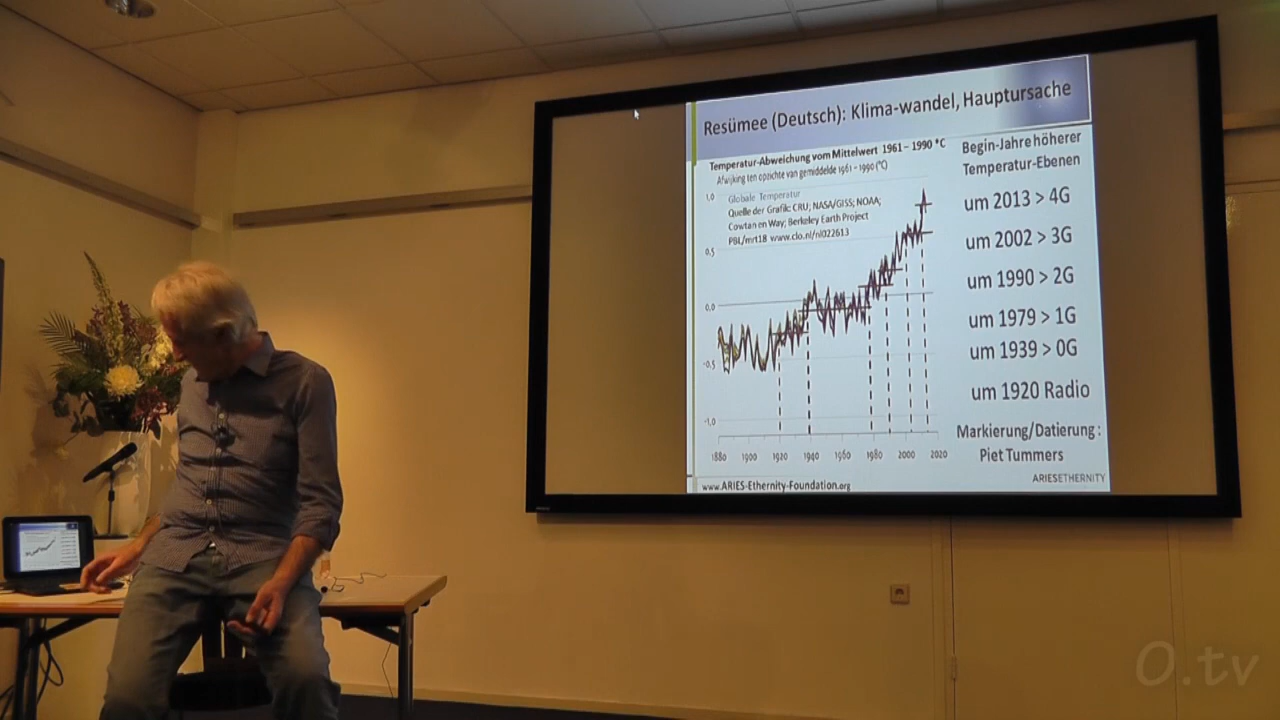 Resümee (Deutsch): Klima-wandel, Hauptursache
Temperatur-Abweichung vom Mittelwert 1961 – 1990 °C
Afwijking ten opzichte van gemiddelde 1961 – 1990 (°C)
Globale Temperatur
Quelle der Grafik: CRU; NASA/GISS; NOAA;
Cowtan en Way; Berkeley Earth Project
PBL/mrt18 www.clo.nl/nl022613
1,0
0,5
0,0
-0,5
-1,0
1880 1900 1920 1940 1960 1980 2000 2020
Begin-Jahre höherer
Temperatur-Ebenen
um 2013 > 4G
um 2002 > 3G
um 1990 > 2G
um 1979 > 1G
um 1939 > 0G
um 1920 Radio
Markierung/Datierung :
Piet Tummers
www.ARIES-Ethernity-Foundation.org
ARIESETHERNITY
O.tv